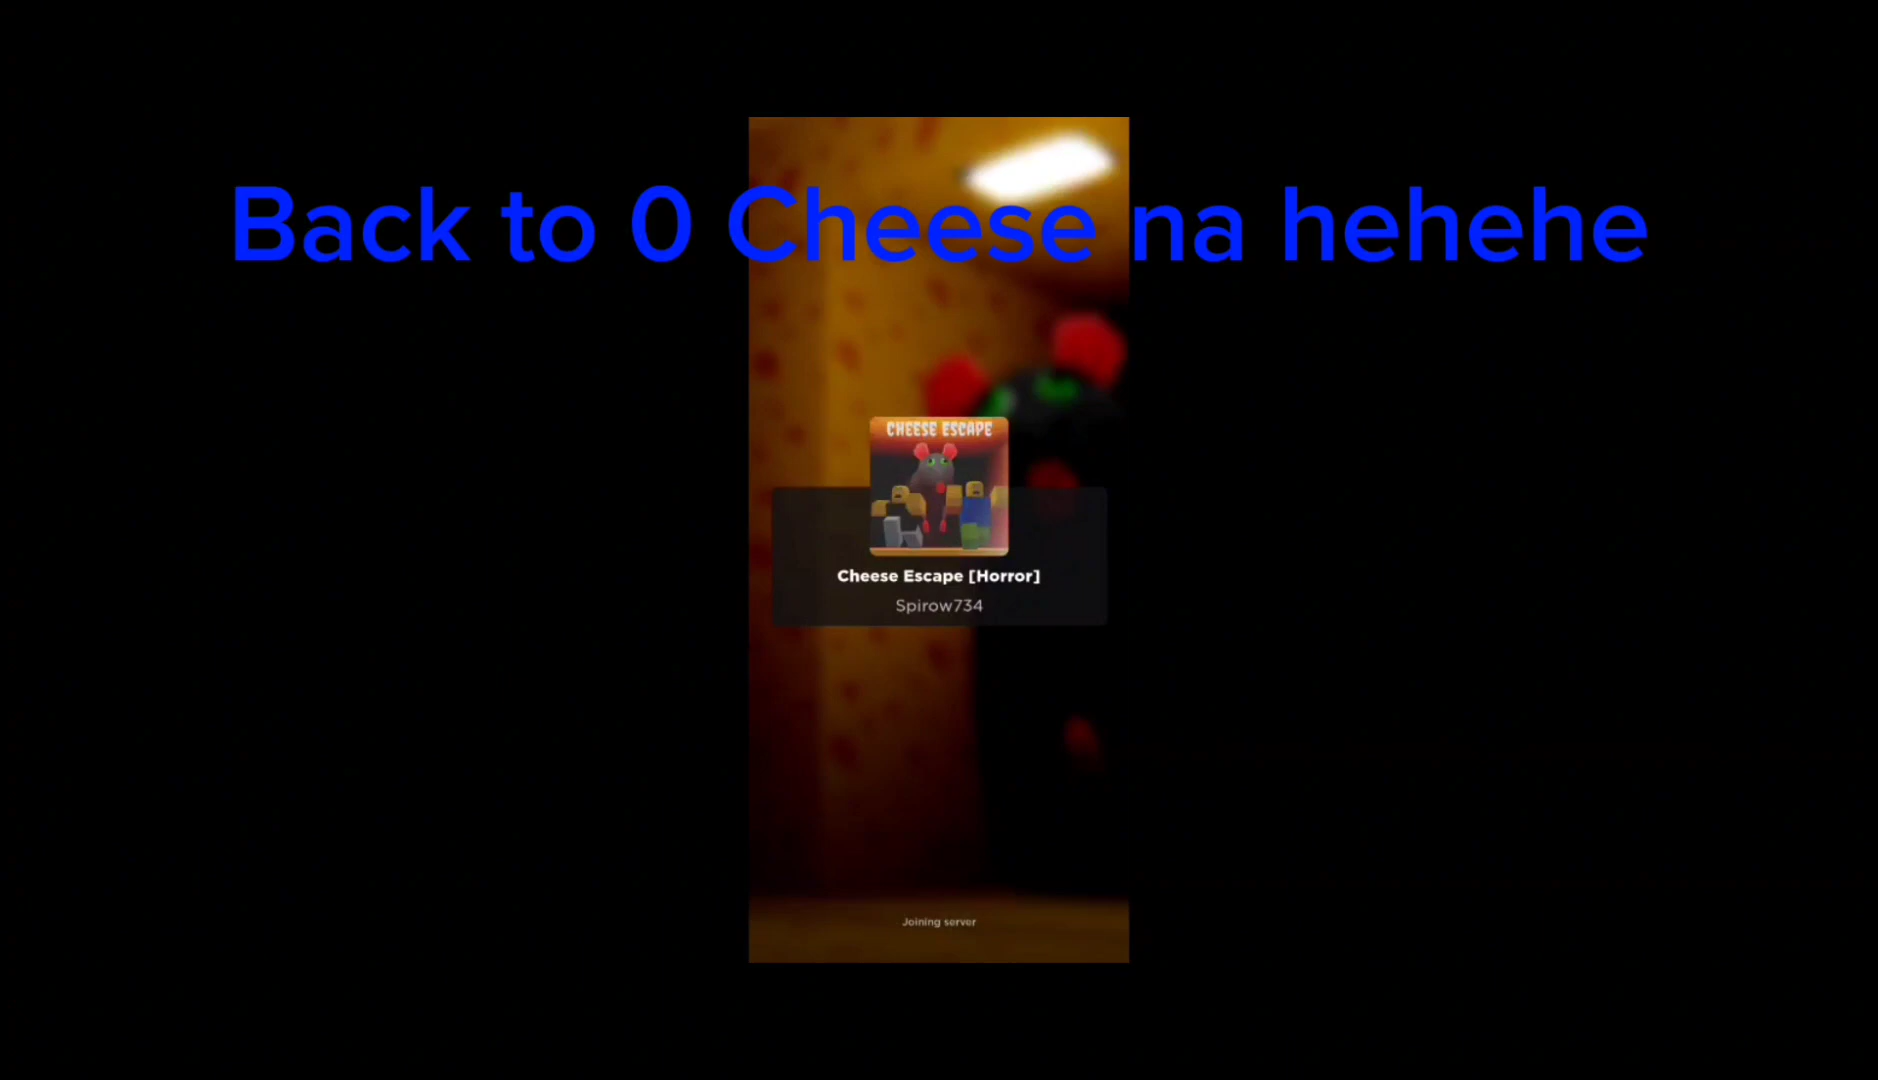 Back to 0 Cheese na hehehe
CHEESE ESCAPE
Cheese Escape [Horror]
Spirow734
Joining server